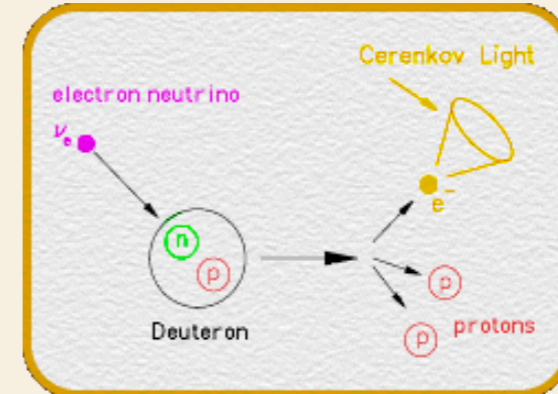 Cerenkov Light
electron neutrino
νe
e-
n
p
p
Deuteron
p
protons